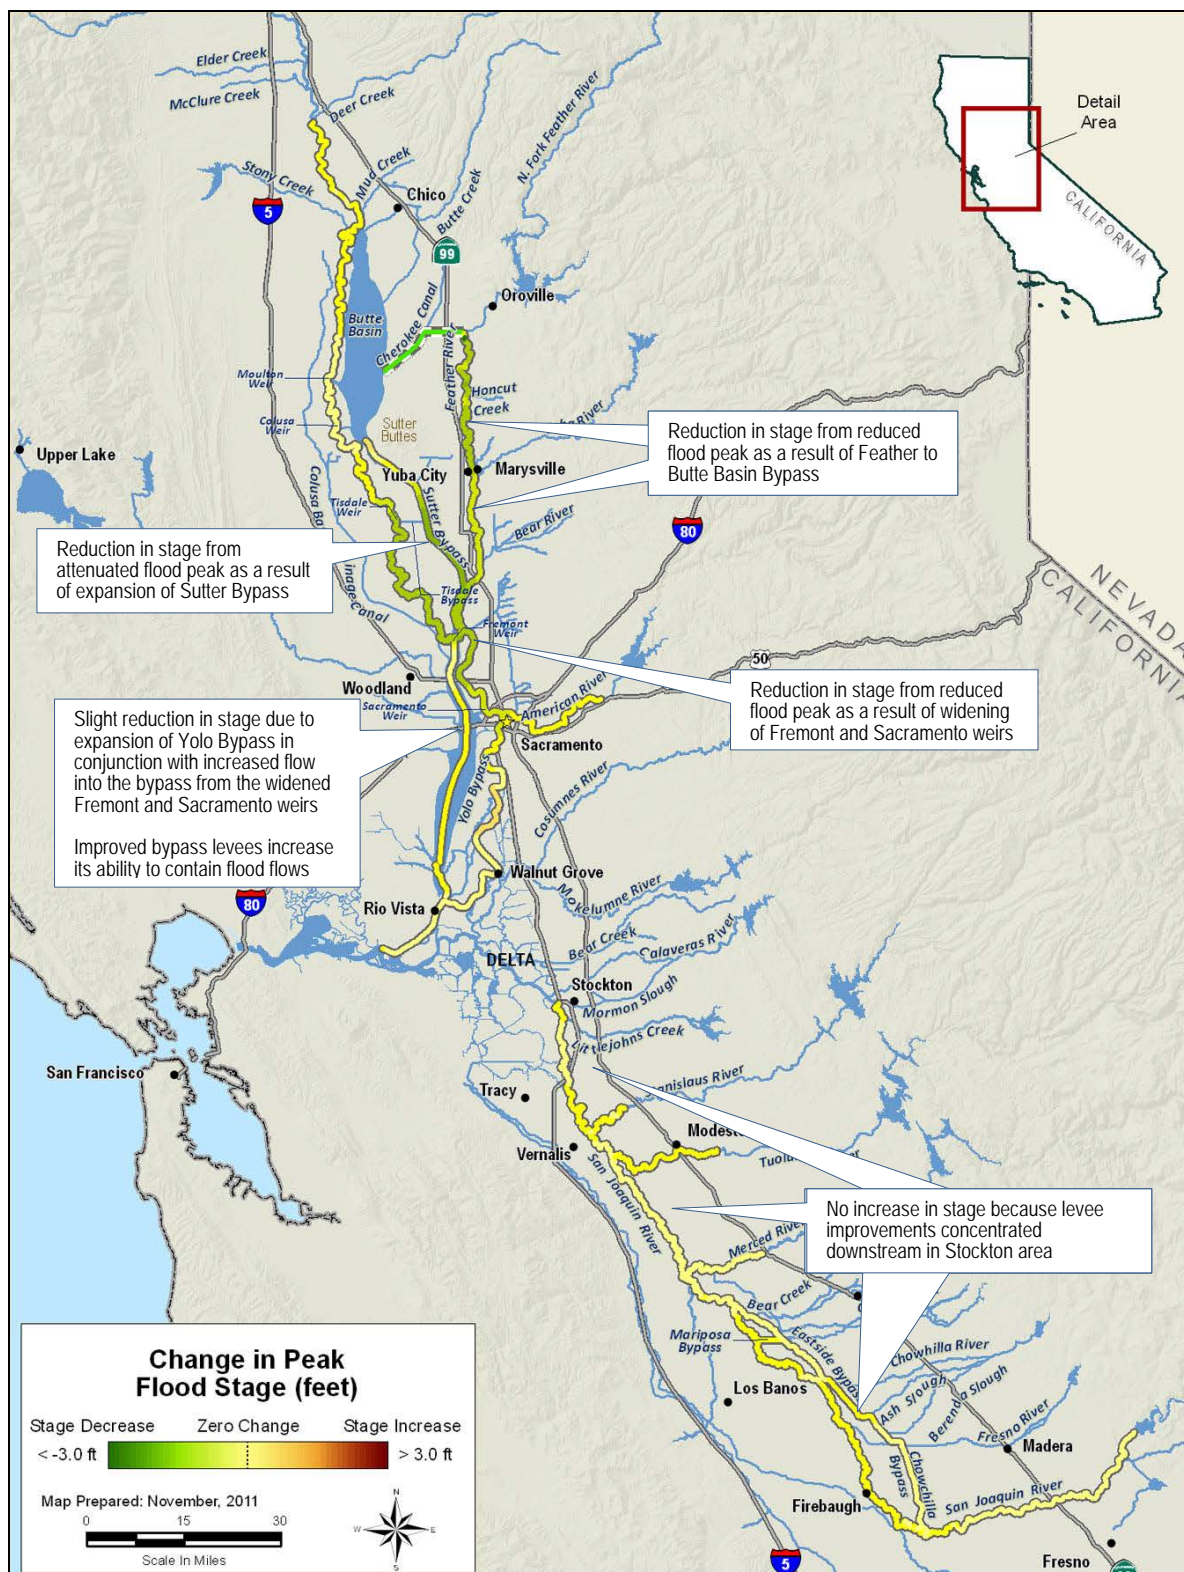 Elder Creek
McClure Creek
Deer Creek
N. Fork Feather River
Detail
Area
Stony Creek
Mud Creek
Chico
Butte Creek
5
99
CALIFORNIA
Oroville
Butte
Basin
Cherokee Canal
Feather River
Moulton
Weir
Honcut
Creek
Colusa
Weir
Sutter
Buttes
Reduction in stage from reduced
flood peak as a result of Feather to
Butte Basin Bypass
Upper Lake
Yuba City
Marysville
Tisdale
Weir
Sutter Bypass
Bear River
80
Reduction in stage from
attenuated flood peak as a result
of expansion of Sutter Bypass
Tisdale
Bypass
Fremont
Weir
NEVADA
CALIFORNIA
50
Woodland
Sacramento
Weir
American River
Reduction in stage from reduced
flood peak as a result of widening
of Fremont and Sacramento weirs
Slight reduction in stage due to
expansion of Yolo Bypass in
conjunction with increased flow
into the bypass from the widened
Fremont and Sacramento weirs
Improved bypass levees increase
its ability to contain flood flows
Sacramento
Yolo Bypass
Cosumnes River
Walnut Grove
Mokelumne River
80
Rio Vista
Bear Creek
Calaveras River
DELTA
Stockton
Mormon Slough
Littlejohns Creek
San Francisco
Tracy
Stanislaus River
Vernalis
San Joaquin River
No increase in stage because levee
improvements concentrated
downstream in Stockton area
Merced River
Bear Creek
Mariposa
Bypass
Eastside Bypass
Chowhilla River
Los Banos
Ash Slough
Berenda Slough
Fresno River
Madera
Chowchilla
Bypass
Firebaugh
San Joaquin River
Fresno
5
Change in Peak
Flood Stage (feet)
Stage Decrease
Zero Change
Stage Increase
< -3.0 ft
> 3.0 ft
Map Prepared: November, 2011
0
15
30
Scale In Miles
N
W
E
S